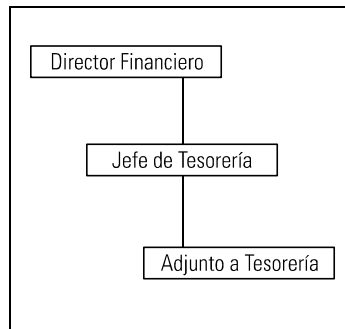 Director Financiero
Jefe de Tesorería
Adjunto a Tesorería